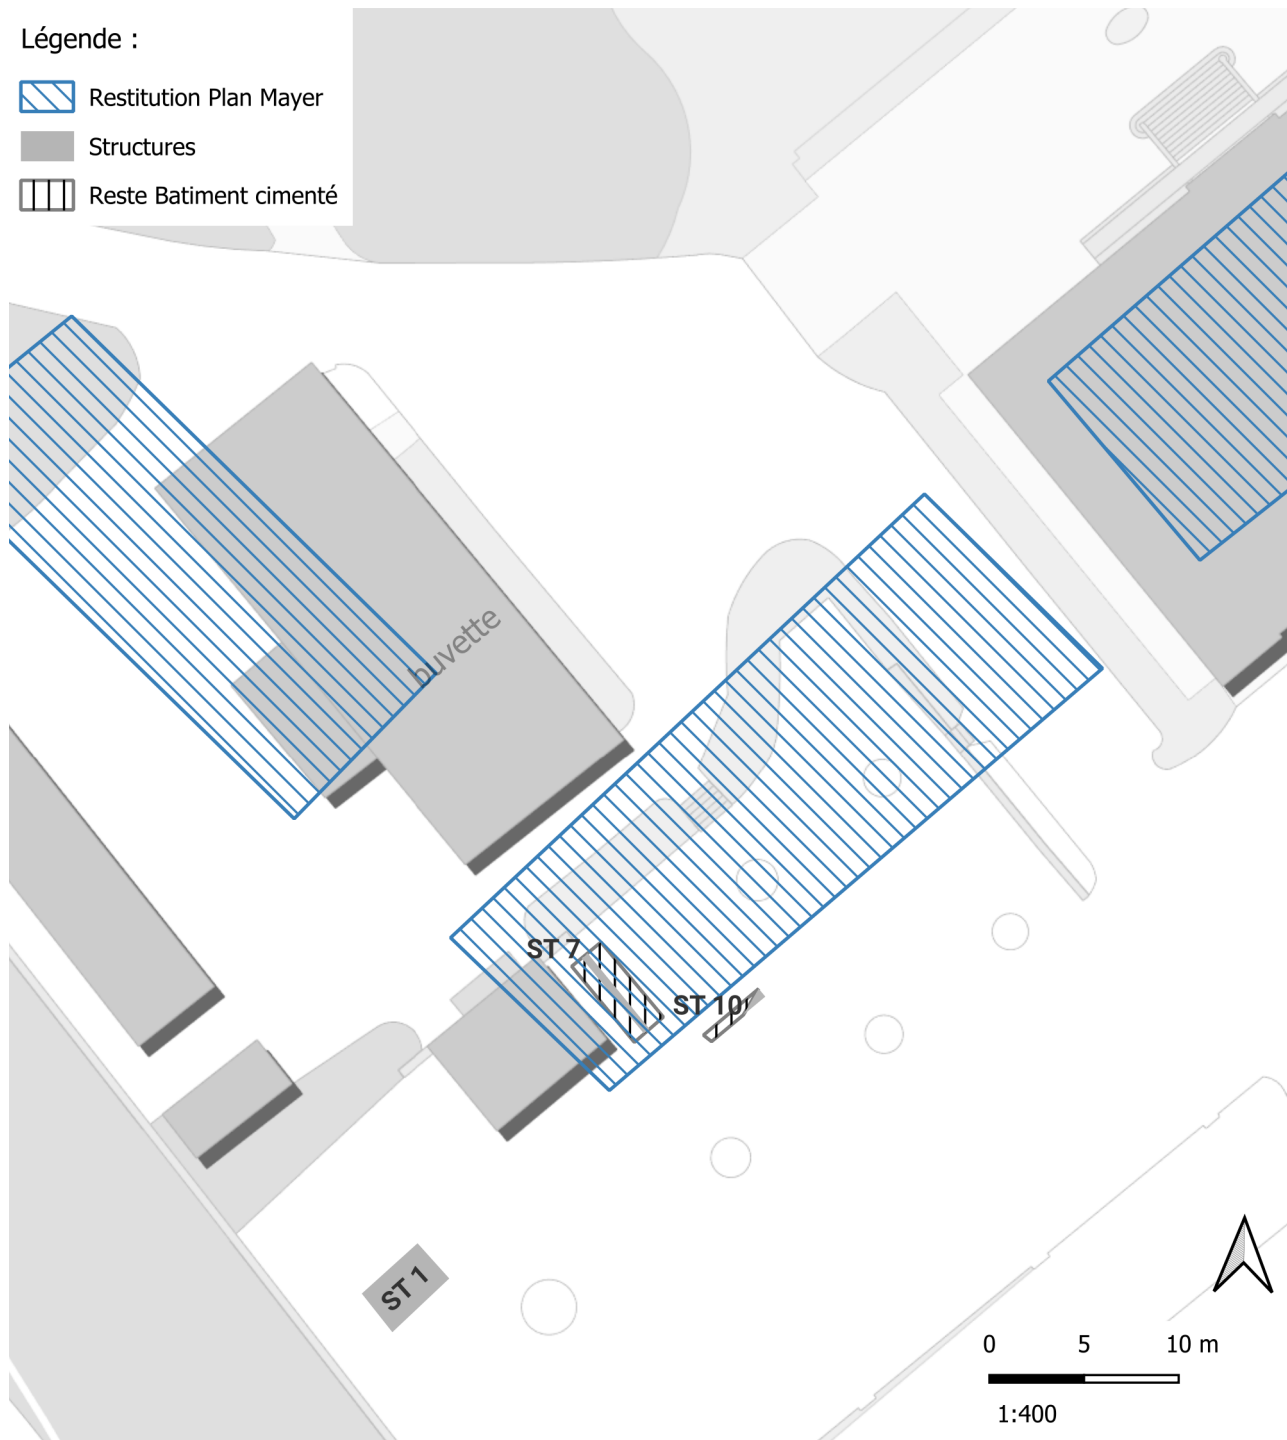 Légende :
Restitution Plan Mayer
Structures
Reste Batiment cimenté
buvette
ST 7
ST 10
ST 1
0 5 10 m
1:400